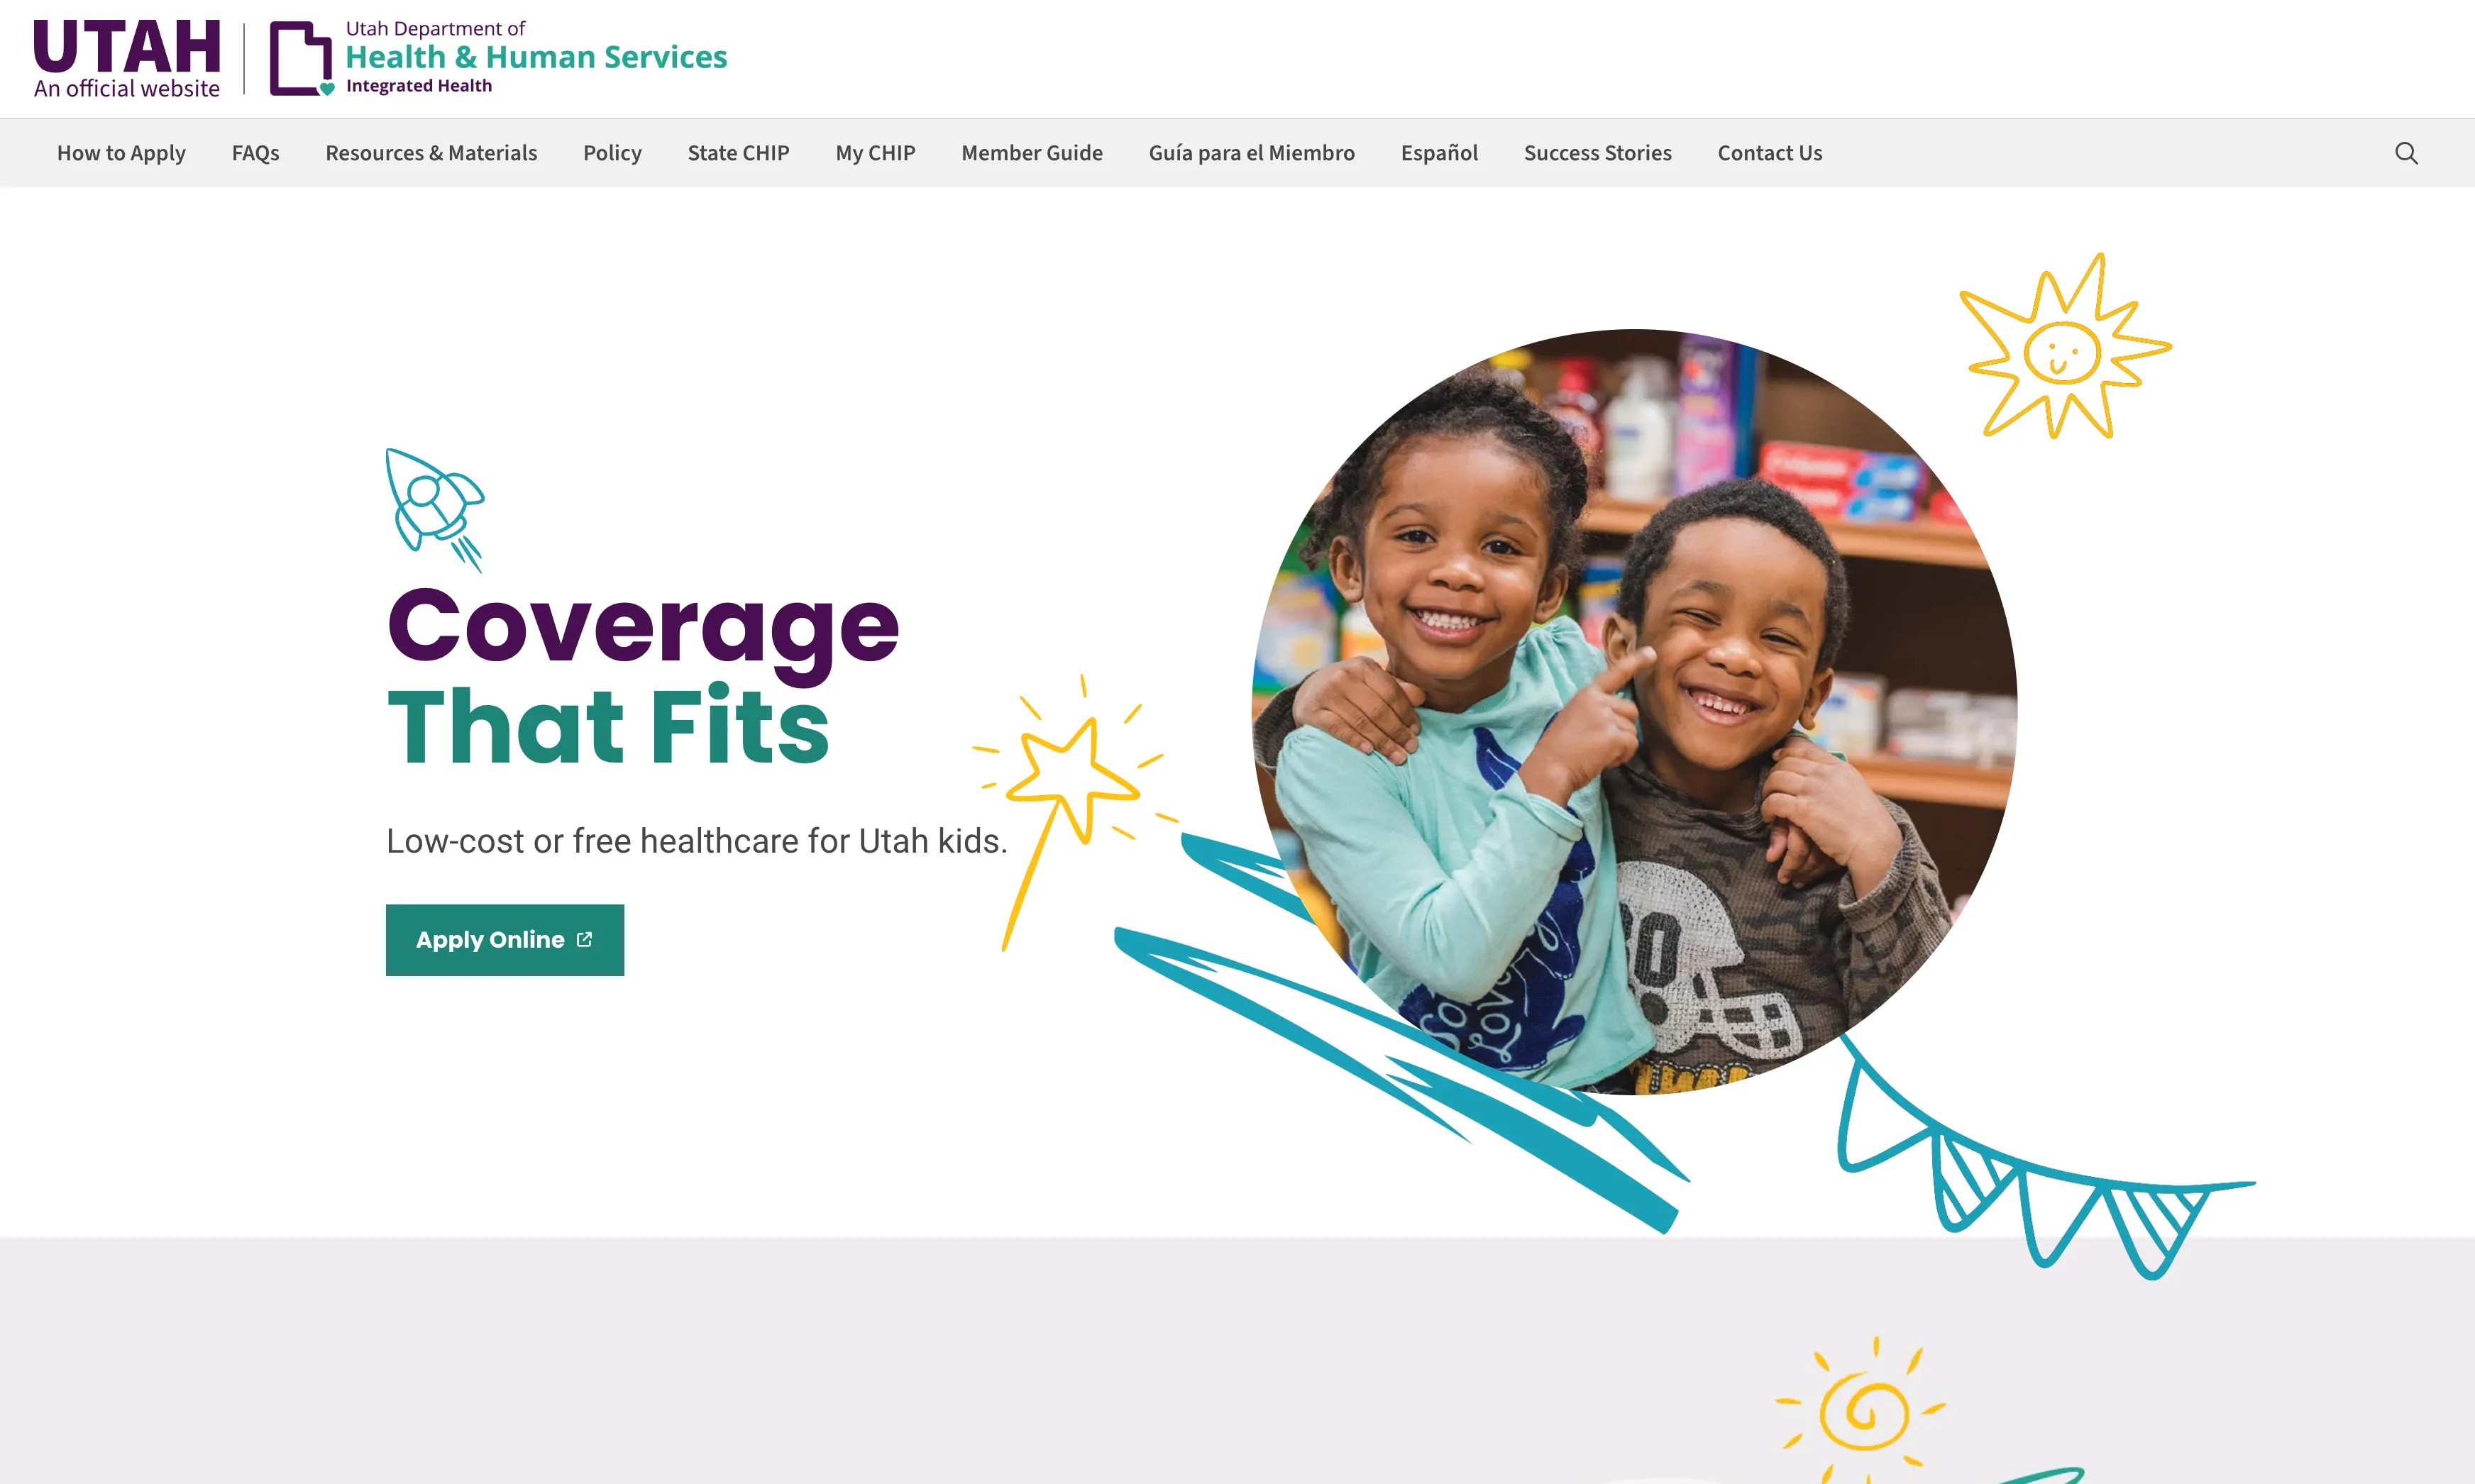 UTAH
An official website
Utah Department of
Health & Human Services
Integrated Health
How to Apply
FAQs
Resources & Materials
Policy
State CHIP
My CHIP
Member Guide
Guía para el Miembro
Español
Success Stories
Contact Us
Coverage
That Fits
Low-cost or free healthcare for Utah kids.
Apply Online